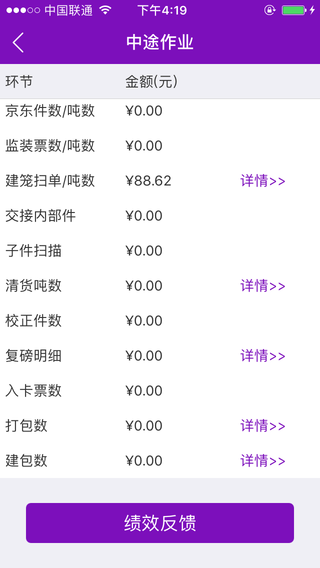 中国联通 下午4:19
中途作业
环节 金额(元)
京东件数/吨数 ¥0.00
监装票数/吨数 ¥0.00
建笼扫单/吨数 ¥88.62 详情>>
交接内部件 ¥0.00
子件扫描 ¥0.00
清货吨数 ¥0.00 详情>>
校正件数 ¥0.00
复磅明细 ¥0.00 详情>>
入卡票数 ¥0.00
打包数 ¥0.00 详情>>
建包数 ¥0.00 详情>>
绩效反馈